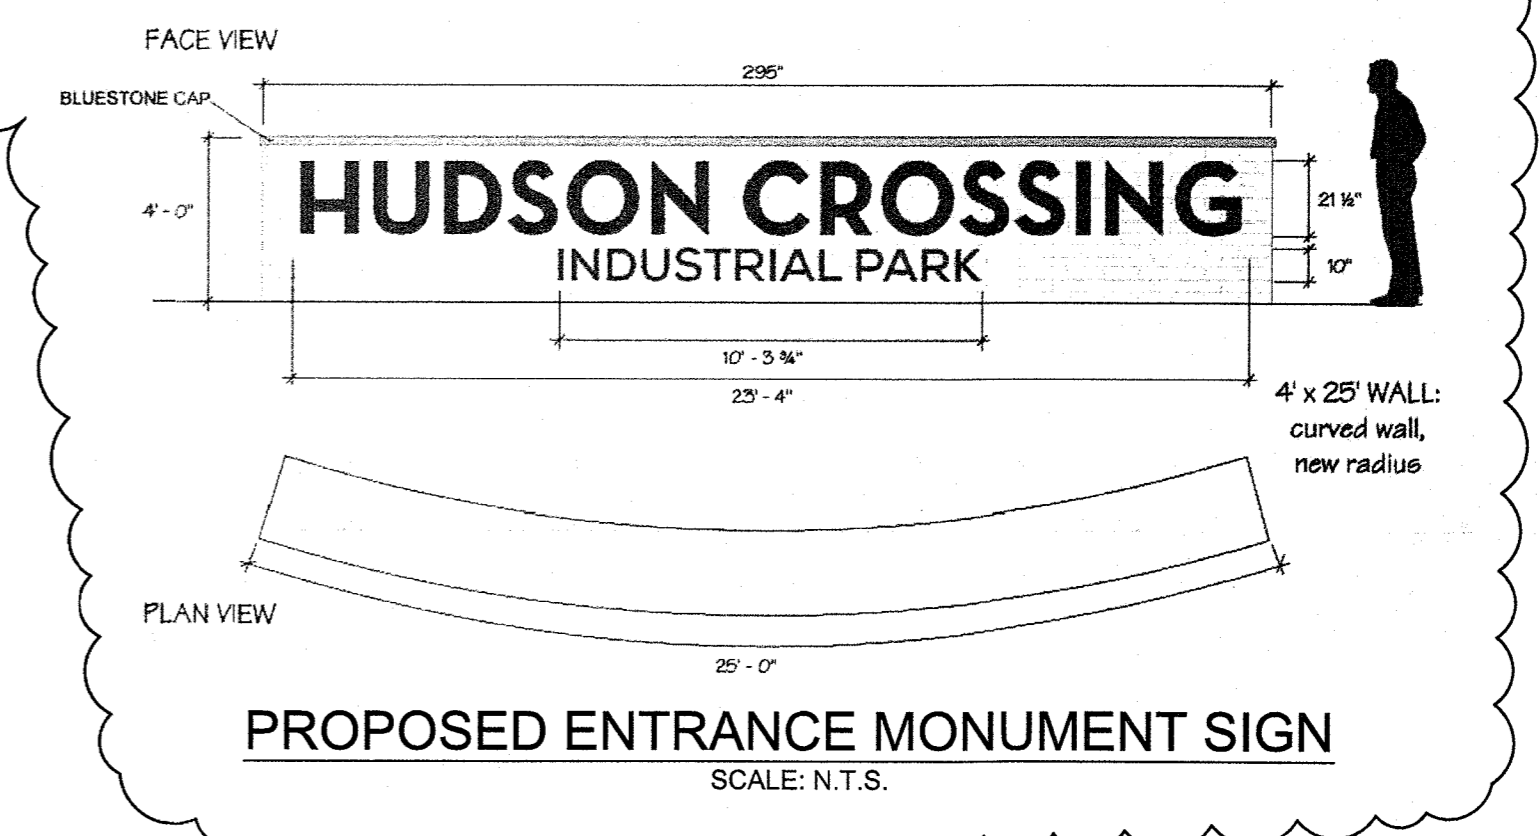 FACE VIEW
295"
BLUESTONE CAP
4' - 0"
HUDSON CROSSING
INDUSTRIAL PARK
21 ½"
10"
10' - 3 ¾"
23' - 4"
4' x 25' WALL:
curved wall,
new radius
PLAN VIEW
25' - 0"
PROPOSED ENTRANCE MONUMENT SIGN
SCALE: N.T.S.